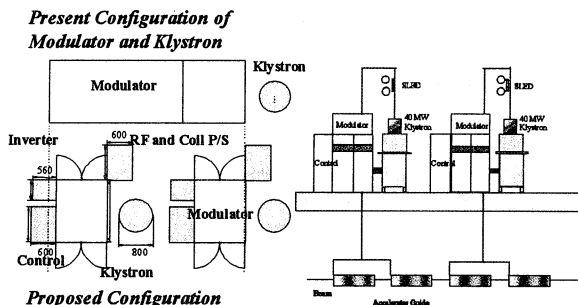 Present Configuration of
Modulator and Klystron
Modulator
Klystron
Inverter
600
RF and Coil P/S
560
Modulator
600
Control
800
Klystron
Proposed Configuration
SLED
SLED
40 MW
Klystron
40 MW
Klystron
Modulator
Modulator
Control
Control
Beam
Accelerator Guide